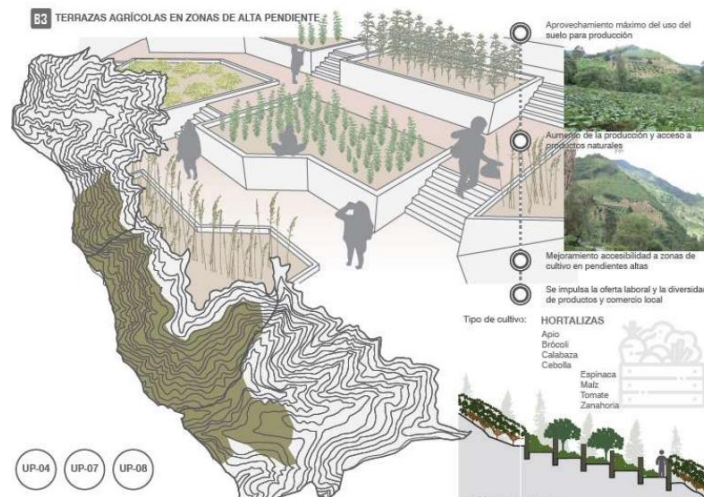 B3 TERRAZAS AGRÍCOLAS EN ZONAS DE ALTA PENDIENTE
Aprovechamiento máximo del uso del
suelo para producción
Aumento de la producción y acceso a
productos naturales
Mejoramiento accesibilidad a zonas de
cultivo en pendientes altas
Se impulsa la oferta laboral y la diversidad
de productos y comercio local
Tipo de cultivo: HORTALIZAS
Apio
Brócoli
Calabaza
Cebolla
Espinaca
Maíz
Tomate
Zanahoria
UP-04 UP-07 UP-08